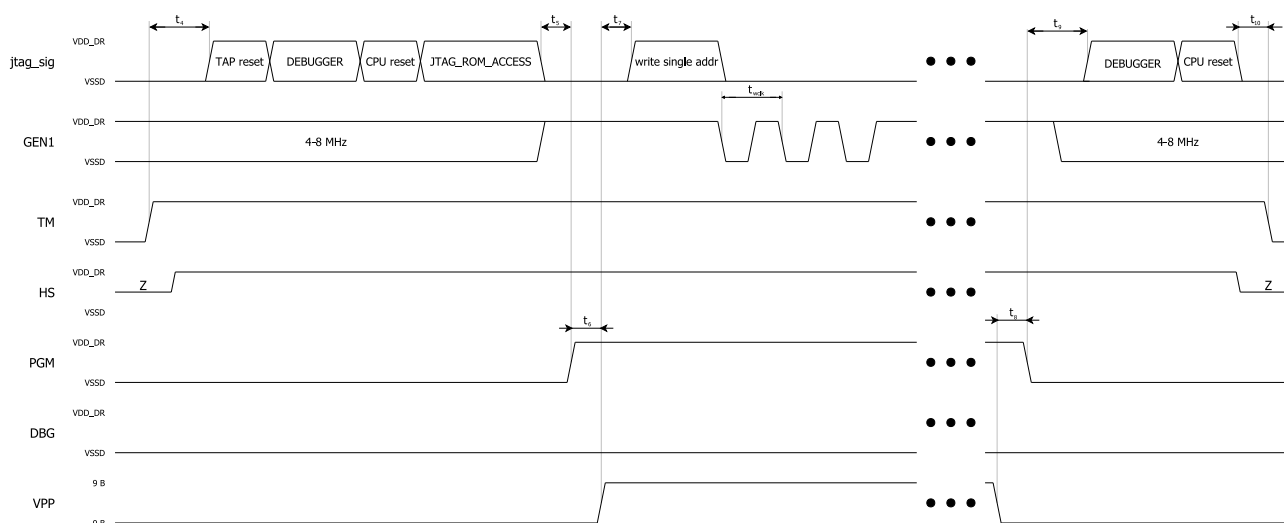 t₄ t₅ t₇ t₉ t₁₀
VDD_DR
jtag_sig TAP reset DEBUGGER CPU reset JTAG_ROM_ACCESS write single addr DEBUGGER CPU reset
VSSD
t
VDD_DR
GEN1 4-8 MHz 4-8 MHz
VSSD
VDD_DR
TM
VSSD
VDD_DR
HS Z Z
VSSD
t₆ t₈
VDD_DR
PGM
VSSD
VDD_DR
DBG
VSSD
9 В
VPP
0 В